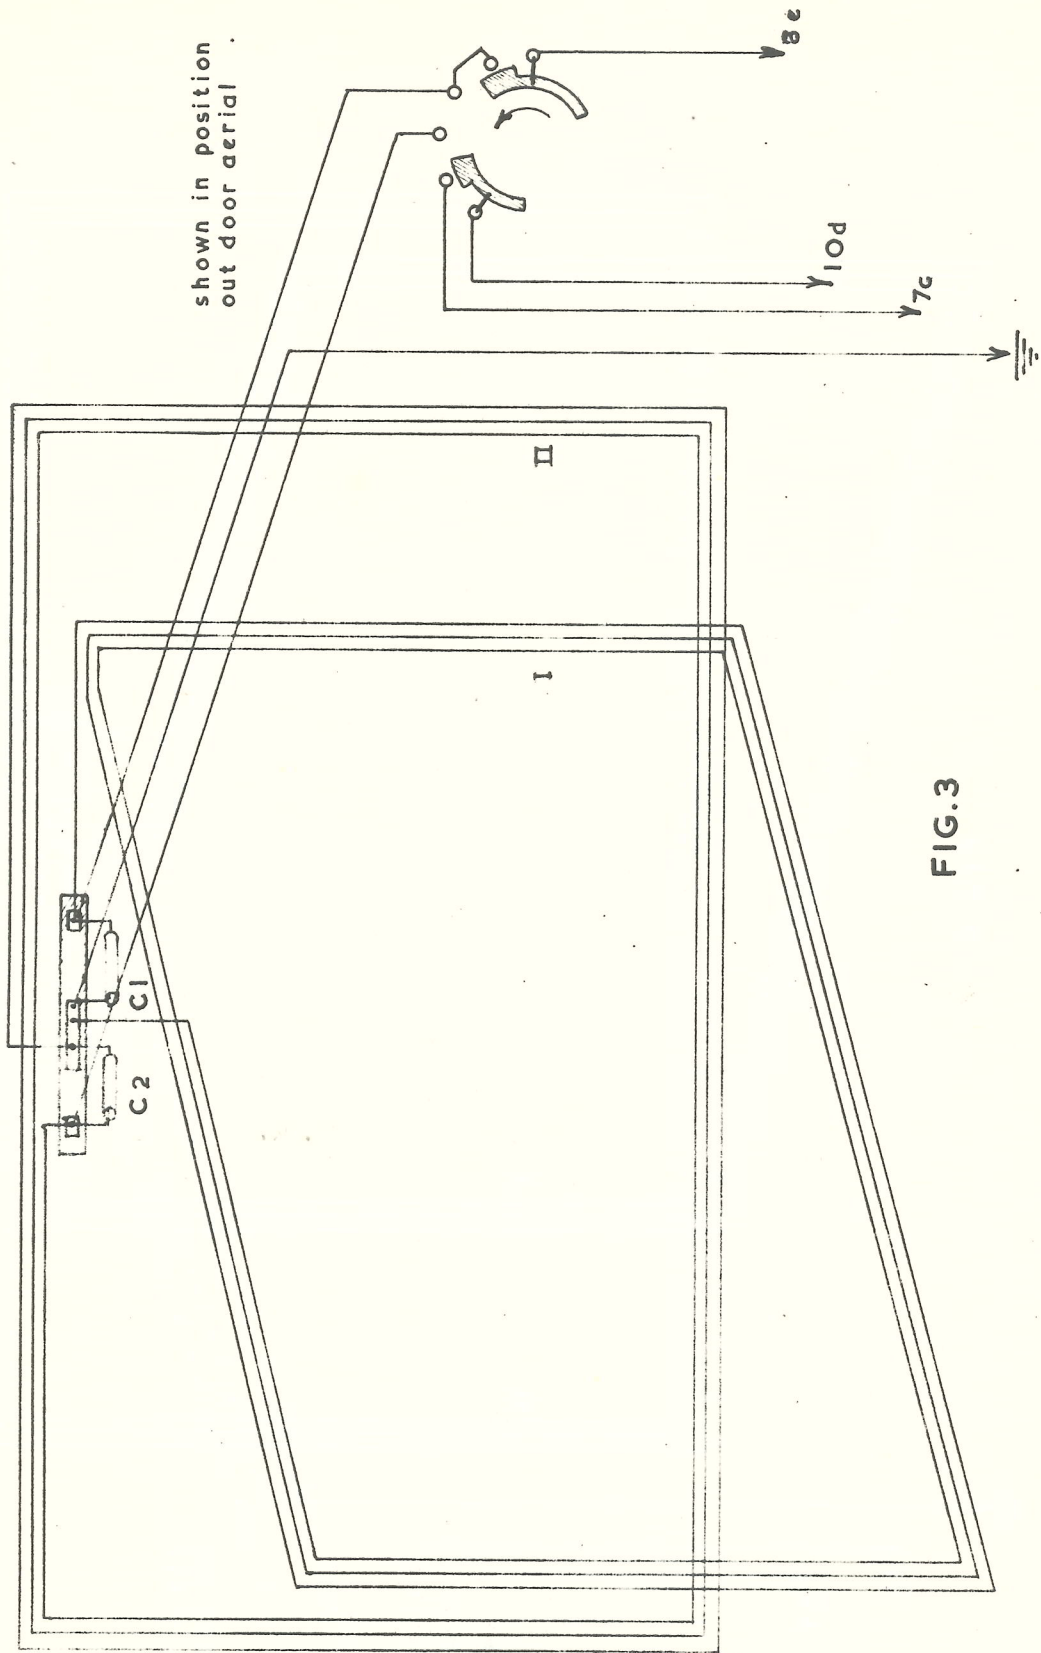 shown in position
out door aerial
8e
10d
7c
II
I
C1
C2
FIG.3